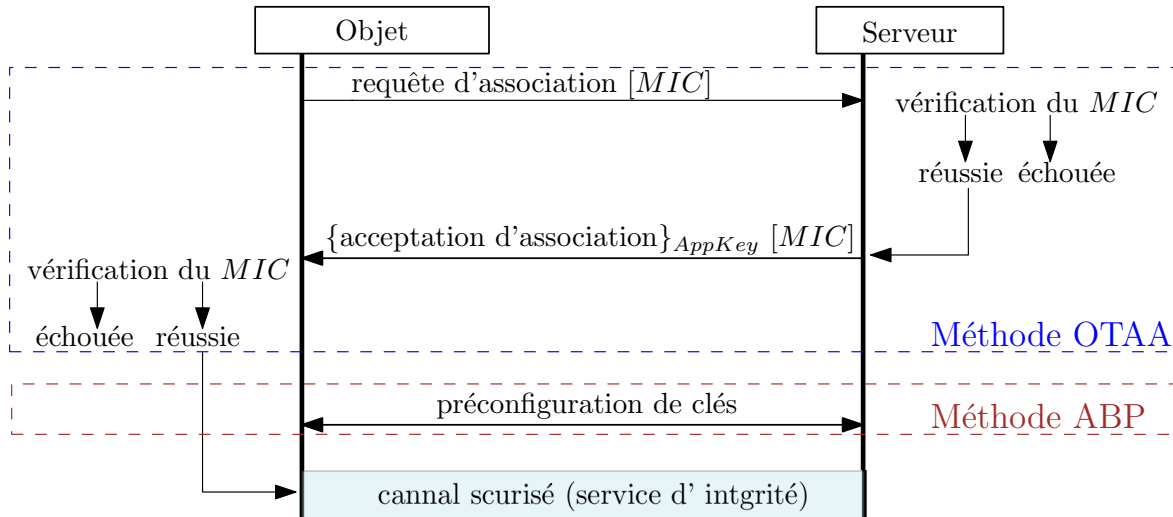 Objet
Serveur
requête d'association [MIC]
vérification du MIC
réussie échouée
{acceptation d'association}AppKey [MIC]
vérification du MIC
échouée réussie
Méthode OTAA
préconfiguration de clés
Méthode ABP
cannal scurisé (service d' intgrité)